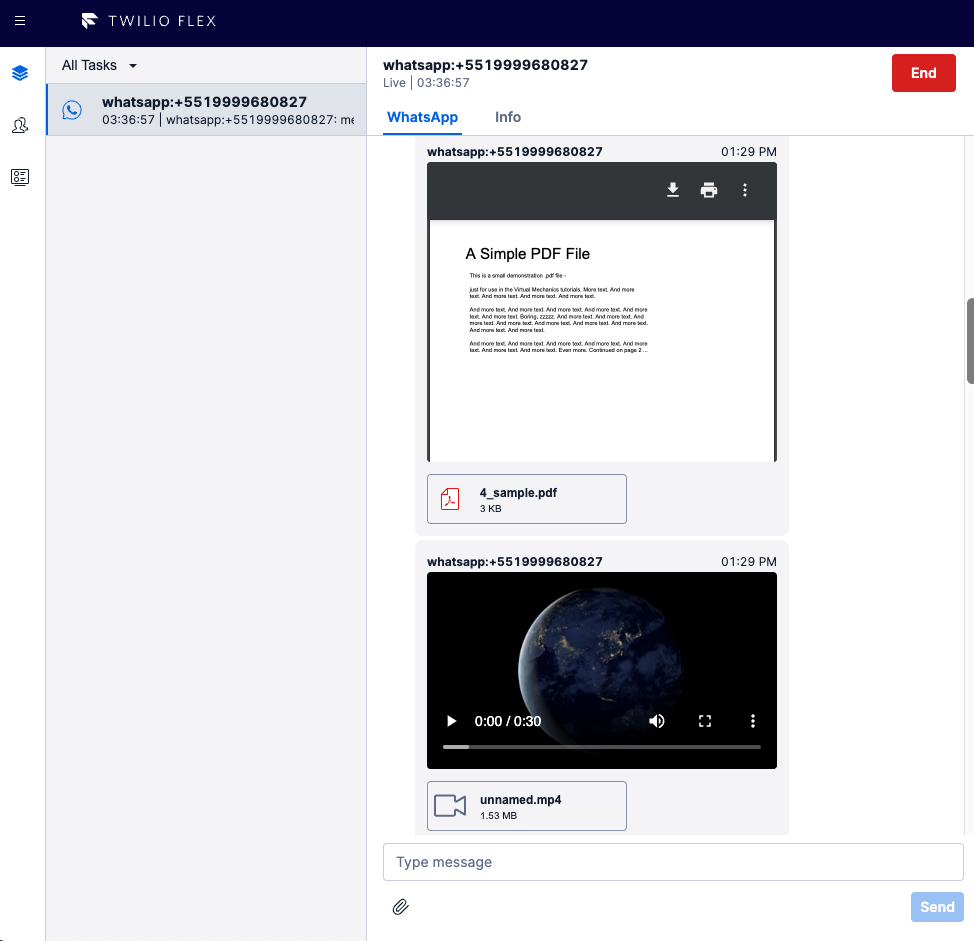 TWILIO FLEX
All Tasks
whatsapp:+5519999680827
03:36:57 | whatsapp:+5519999680827: me
whatsapp:+5519999680827
Live | 03:36:57
End
WhatsApp
Info
whatsapp:+5519999680827
01:29 PM
A Simple PDF File
This is a small demonstration .pdf file -
just for use in the Virtual Mechanics tutorials. More text. And more
text. And more text. And more text. And more text.
And more text. And more text. And more text. And more text. And more
text. And more text. Boring, zzzzz. And more text. And more text. And
more text. And more text. And more text. And more text. And more text.
And more text. And more text.
And more text. And more text. And more text. And more text. And more
text. And more text. And more text. Even more. Continued on page 2 ...
4_sample.pdf
3 KB
whatsapp:+5519999680827
01:29 PM
0:00 / 0:30
unnamed.mp4
1.53 MB
Type message
Send